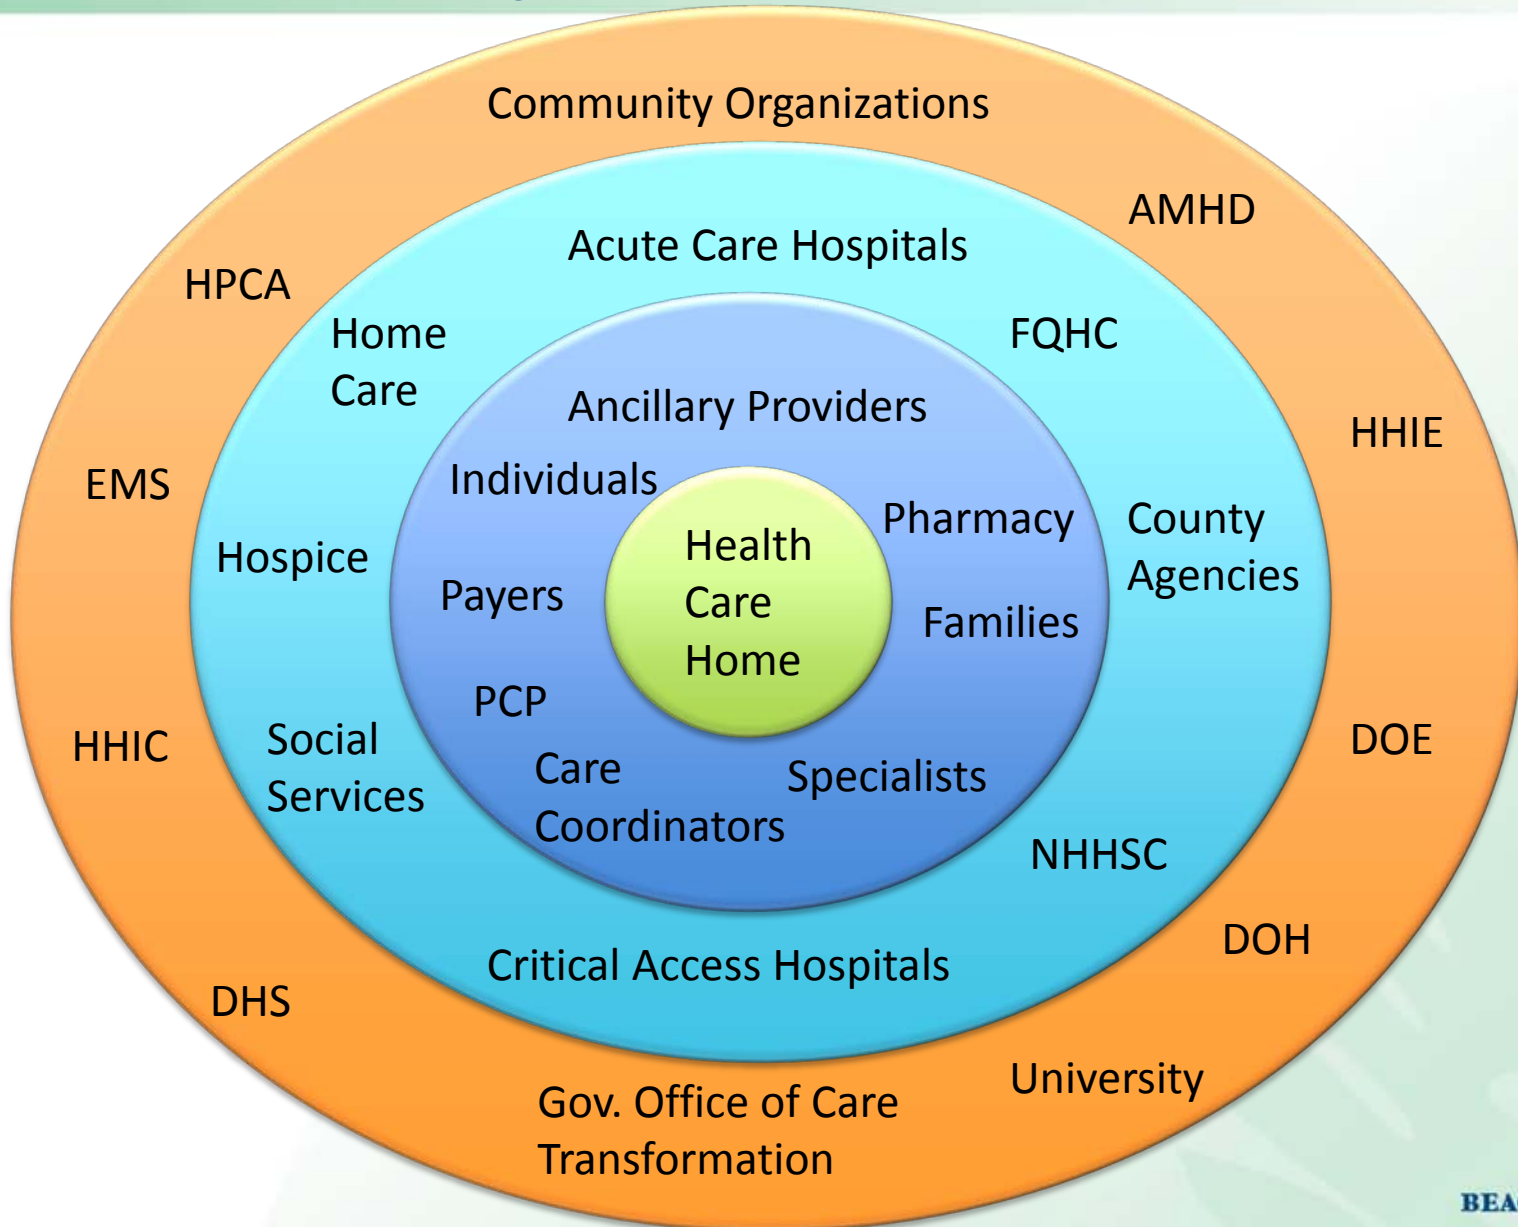 Community Organizations
AMHD
Acute Care Hospitals
HPCA
Home
Care
FQHC
Ancillary Providers
HHIE
Individuals
EMS
Pharmacy
County
Agencies
Hospice
Health
Care
Home
Payers
Families
PCP
HHIC
Social
Services
DOE
Care
Coordinators
Specialists
NHHSC
DOH
Critical Access Hospitals
DHS
University
Gov. Office of Care
Transformation